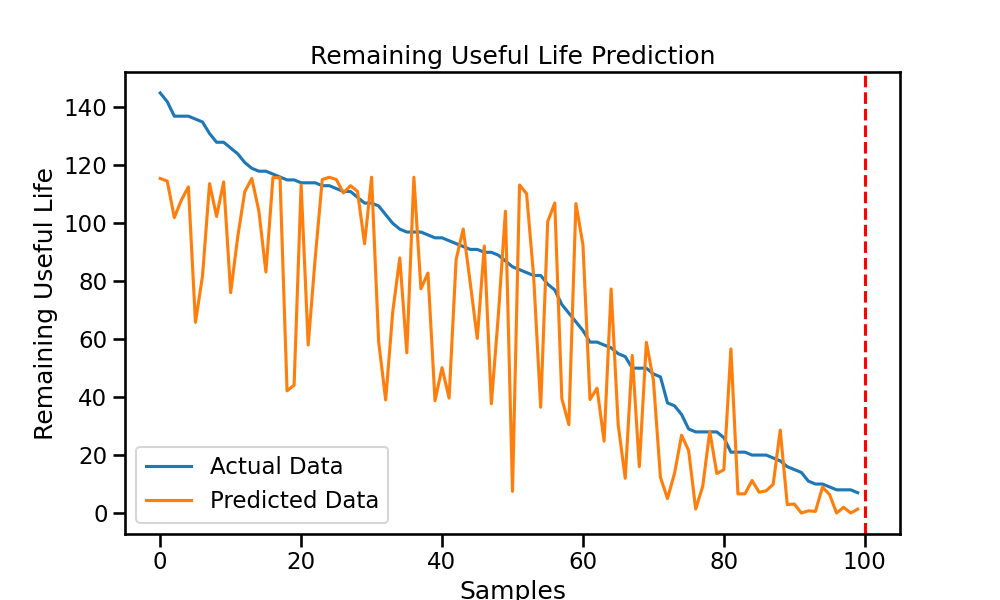 Remaining Useful Life Prediction
Remaining Useful Life
140
120
100
80
60
40
20
0
Actual Data
Predicted Data
0 20 40 60 80 100
Samples